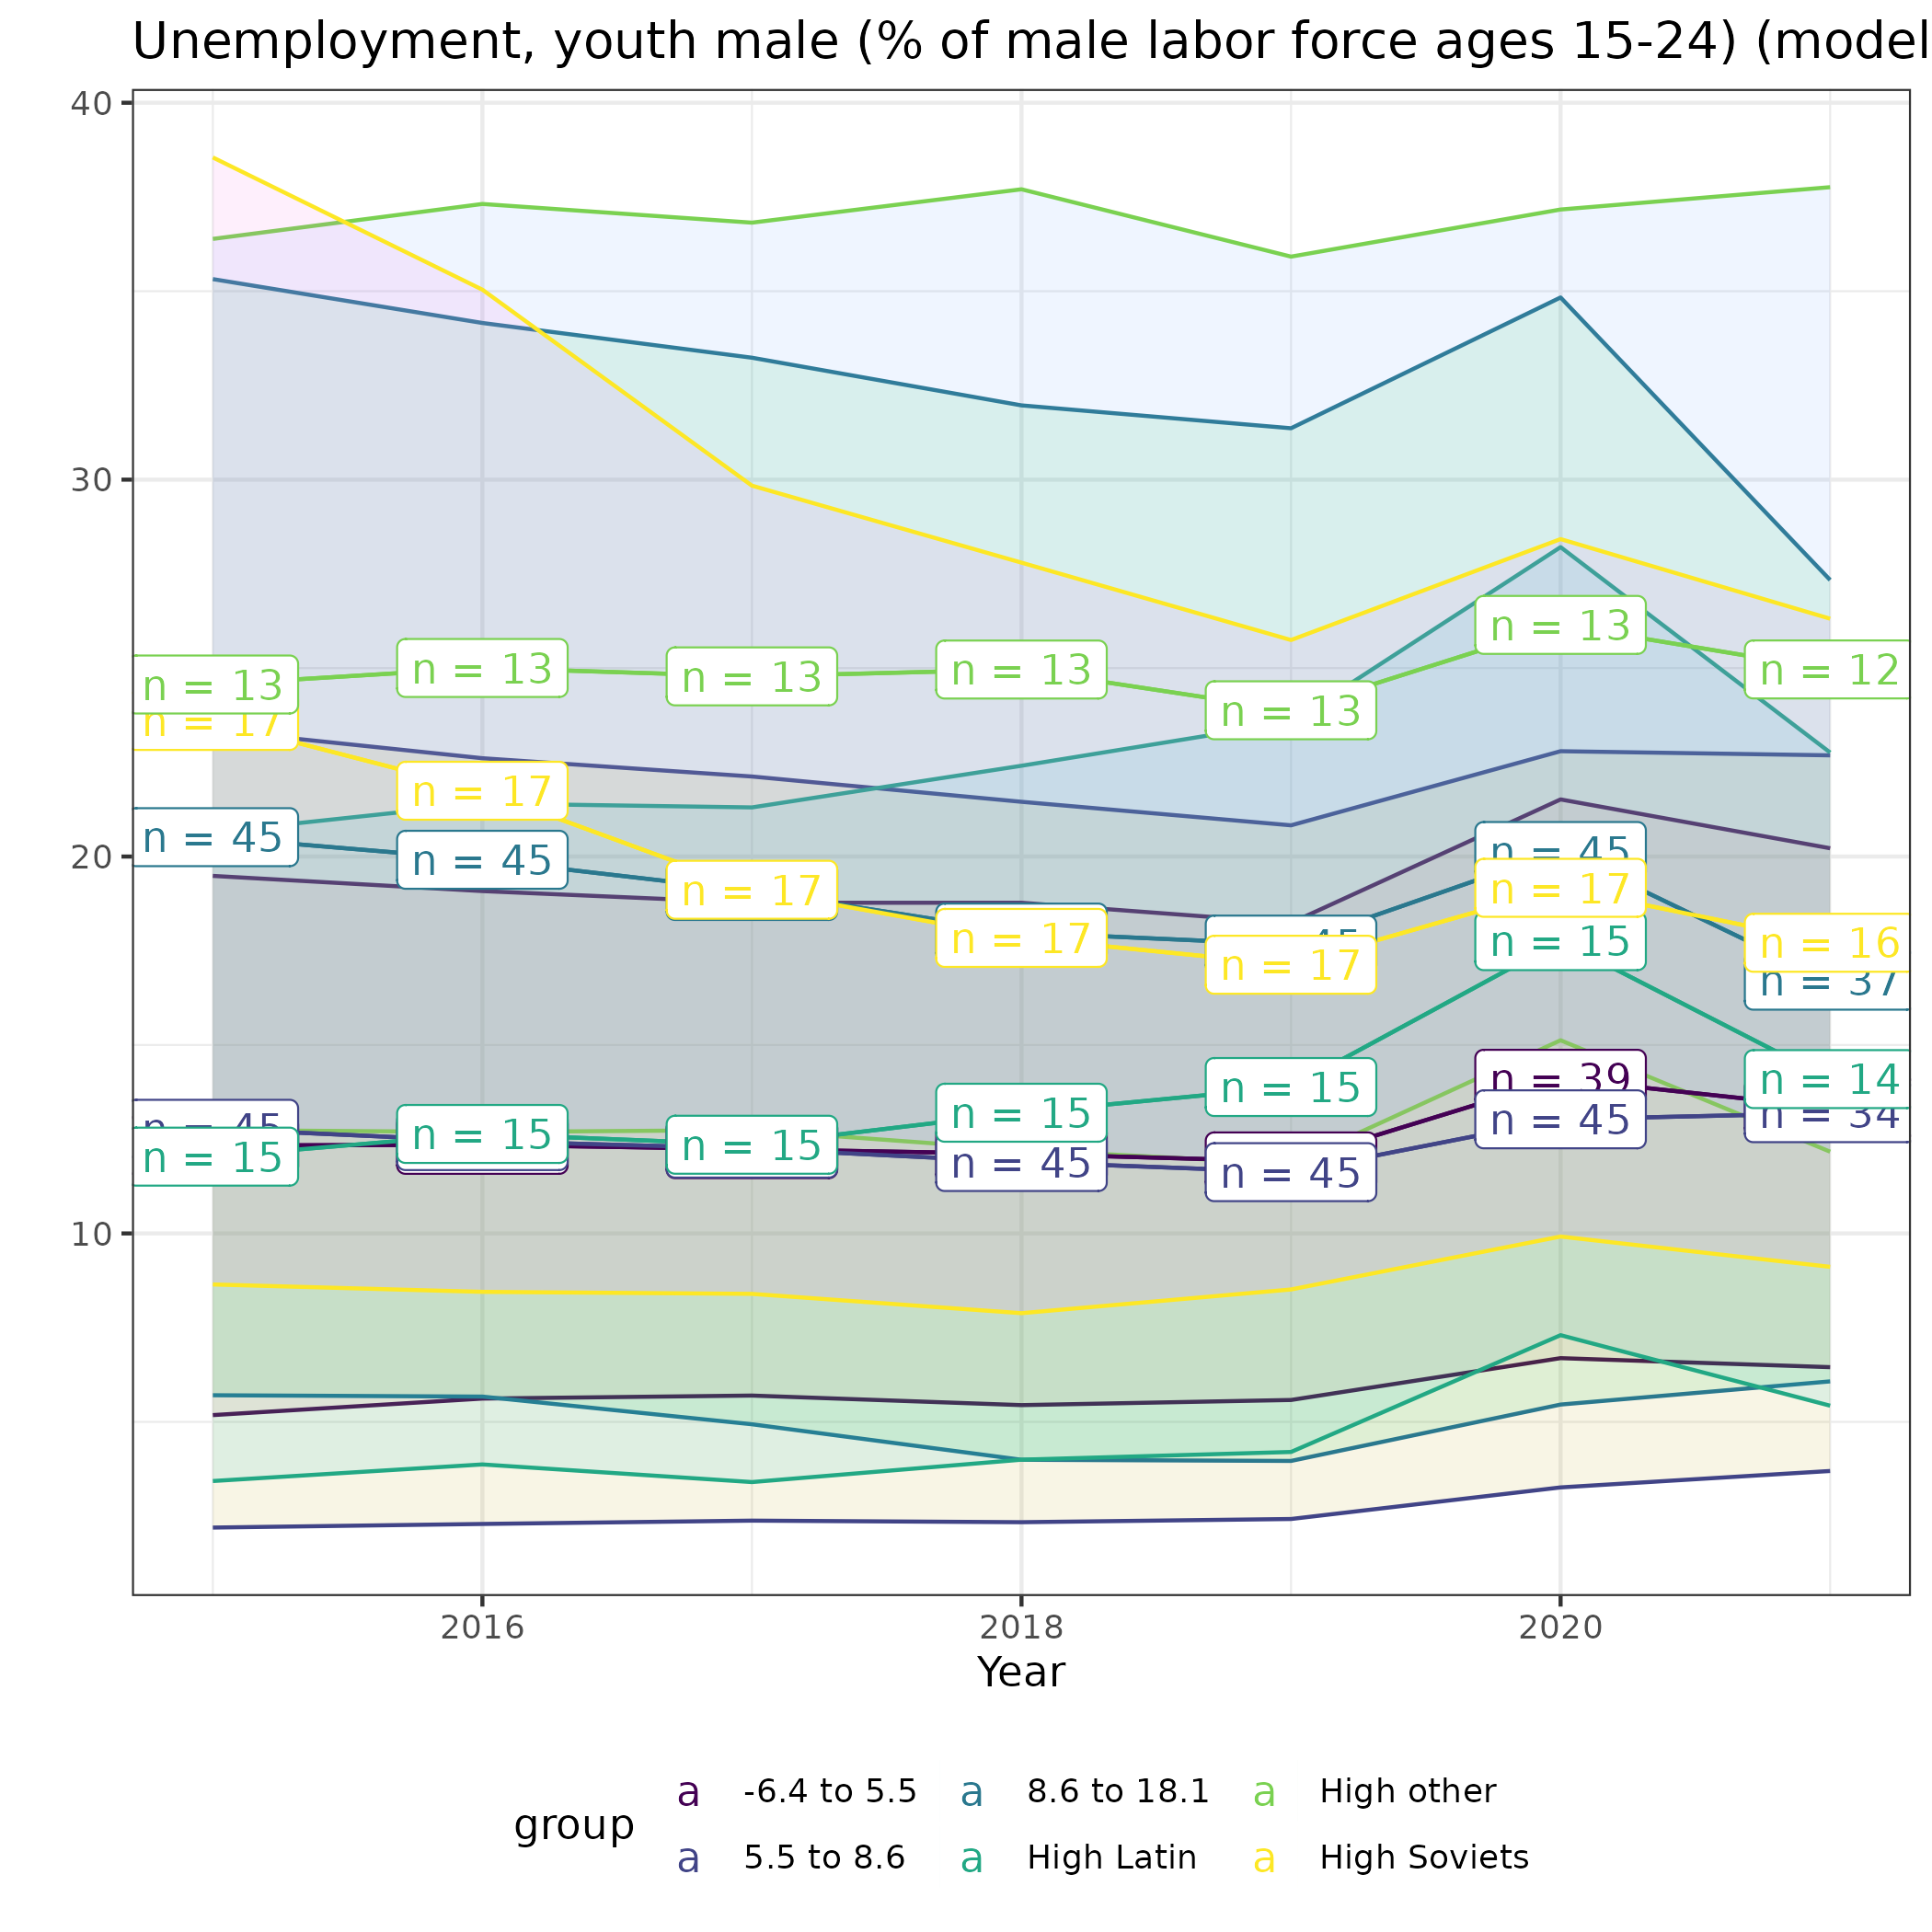 Unemployment, youth male (% of male labor force ages 15-24) (model
40
30
20
10
n = 13
n = 13
n = 13
n = 13
n = 13
n = 13
n = 12
n = 17
n = 17
n = 17
n = 17
n = 17
n = 17
n = 16
n = 45
n = 45
n = 45
n = 37
n = 15
n = 15
n = 15
n = 15
n = 15
n = 15
n = 14
n = 39
n = 45
n = 45
n = 45
n = 45
n = 34
2016 2018 2020
Year
group
a -6.4 to 5.5 a 8.6 to 18.1 a High other
a 5.5 to 8.6 a High Latin a High Soviets